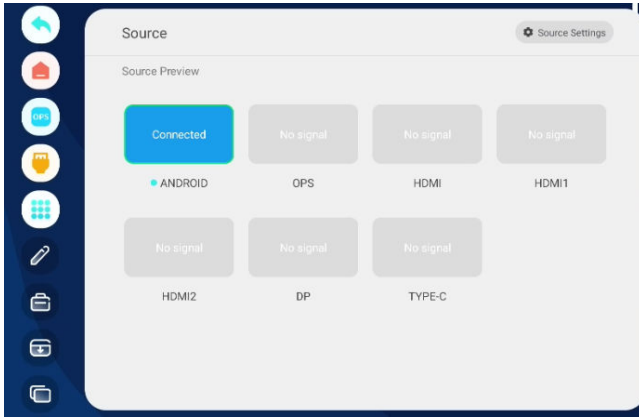 Source
Source Settings
Source Preview
OPS
Connected
No signal
No signal
No signal
ANDROID
OPS
HDMI
HDMI1
No signal
No signal
No signal
HDMI2
DP
TYPE-C